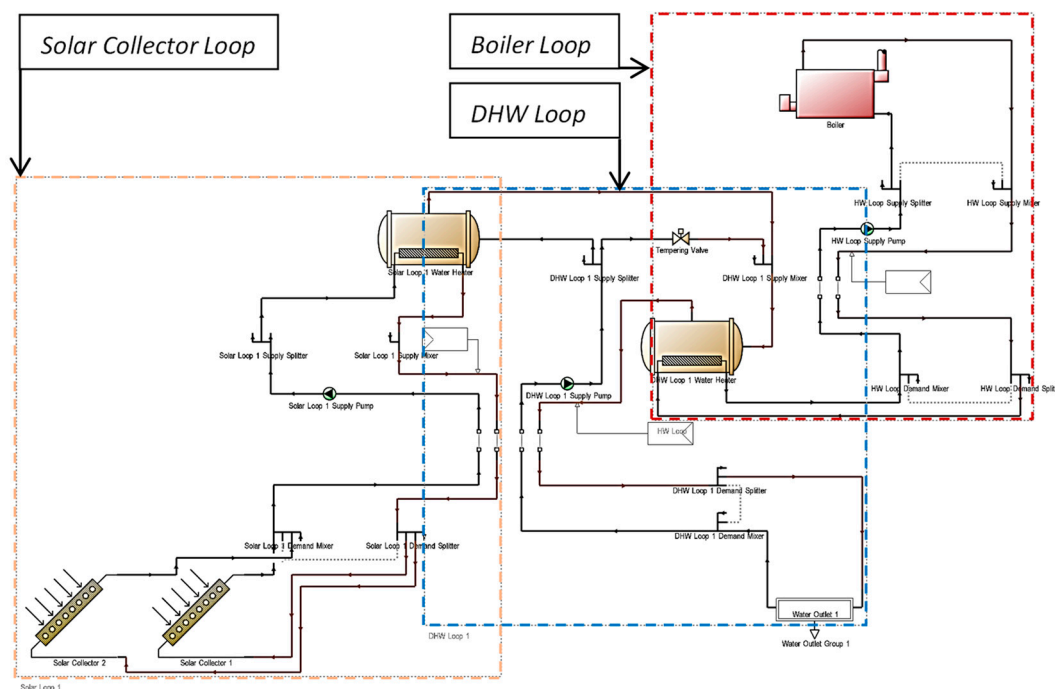 Solar Collector Loop
Boiler Loop
DHW Loop
Boiler
HW Loop Supply Splitter
HW Loop Supply Mixer
HW Loop Supply Pump
Tempering Valve
Solar Loop 1 Water Heater
DHW Loop 1 Supply Splitter
DHW Loop 1 Supply Mixer
Solar Loop 1 Supply Splitter
Solar Loop 1 Supply Mixer
DHW Loop 1 Water Heater
HW Loop Demand Mixer
HW Loop Demand Split
Solar Loop 1 Supply Pump
DHW Loop 1 Supply Pump
HW Loop
DHW Loop 1 Demand Splitter
DHW Loop 1 Demand Mixer
Solar Loop 1 Demand Mixer
Solar Loop 1 Demand Splitter
Water Outlet 1
Water Outlet Group 1
DHW Loop 1
Solar Collector 2
Solar Collector 1
Solar Loop 1